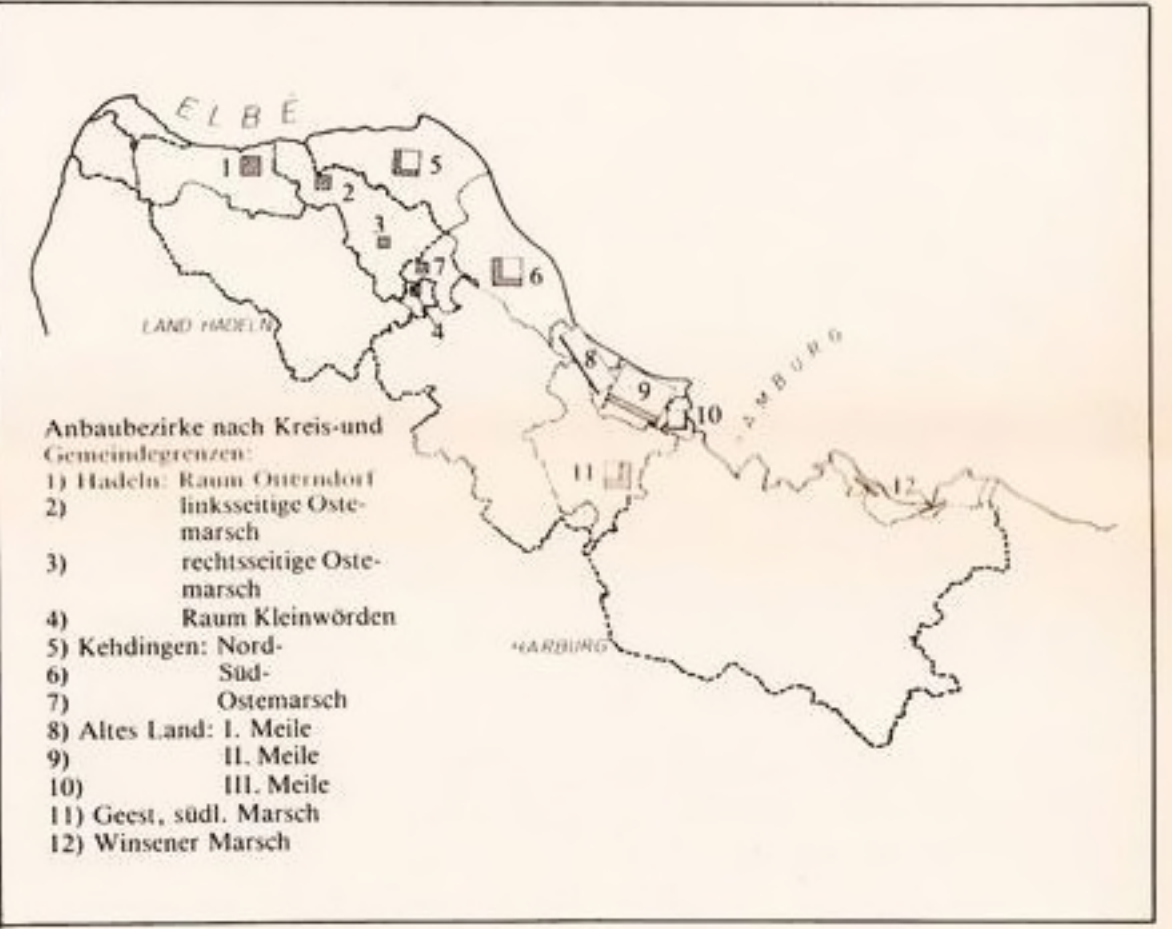 ELBE
1
5
2
3
7
6
4
LAND HADELN
8
9
10
HAMBURG
11
12
HARBURG
Anbaubezirke nach Kreis-und
Gemeindegrenzen:
1) Hadeln: Raum Otterndorf
2) linksseitige Oste-
marsch
3) rechtsseitige Oste-
marsch
4) Raum Kleinwörden
5) Kehdingen: Nord-
6) Süd-
7) Ostemarsch
8) Altes Land: I. Meile
9) II. Meile
10) III. Meile
11) Geest, südl. Marsch
12) Winsener Marsch